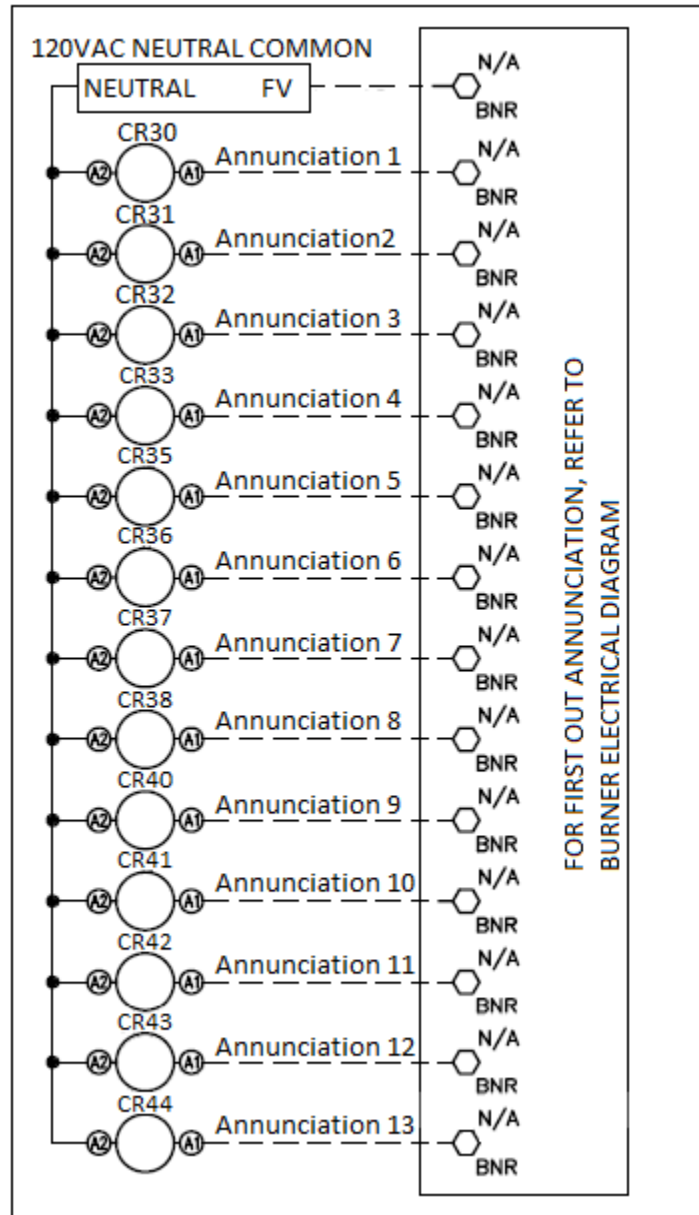 120VAC NEUTRAL COMMON
NEUTRAL FV
N/A
BNR
CR30
A2 A1 Annunciation 1
N/A
BNR
CR31
A2 A1 Annunciation2
N/A
BNR
CR32
A2 A1 Annunciation 3
N/A
BNR
CR33
A2 A1 Annunciation 4
N/A
BNR
CR35
A2 A1 Annunciation 5
N/A
BNR
CR36
A2 A1 Annunciation 6
N/A
BNR
CR37
A2 A1 Annunciation 7
N/A
BNR
CR38
A2 A1 Annunciation 8
N/A
BNR
CR40
A2 A1 Annunciation 9
N/A
BNR
CR41
A2 A1 Annunciation 10
N/A
BNR
CR42
A2 A1 Annunciation 11
N/A
BNR
CR43
A2 A1 Annunciation 12
N/A
BNR
CR44
A2 A1 Annunciation 13
N/A
BNR
FOR FIRST OUT ANNUNCIATION, REFER TO
BURNER ELECTRICAL DIAGRAM